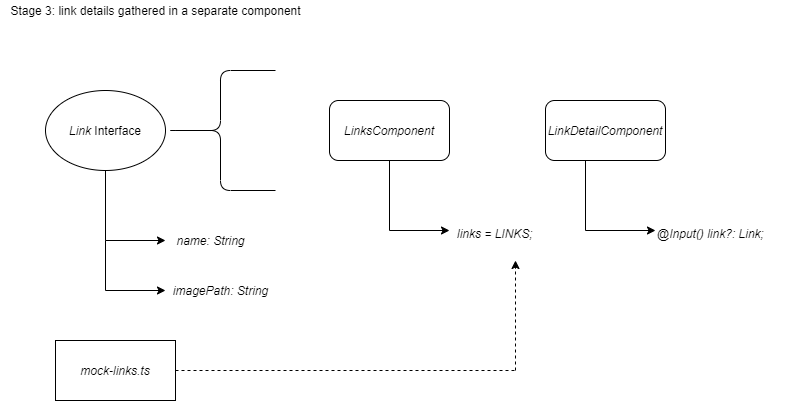 Stage 3: link details gathered in a separate component
Link Interface
LinksComponent
LinkDetailComponent
name: String
links = LINKS;
@Input() link?: Link;
imagePath: String
mock-links.ts